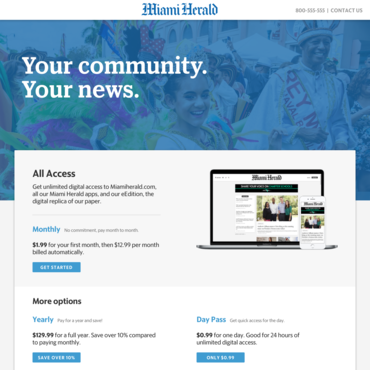 Miami Herald
800-555-555 | CONTACT US
Your community.
Your news.
All Access
Get unlimited digital access to Miamiherald.com,
all our Miami Herald apps, and our eEdition, the
digital replica of our paper.
Miami Herald
Monthly No commitment, pay month to month.
$1.99 for your first month, then $12.99 per month
billed automatically.
GET STARTED
More options
Yearly Pay for a year and save!
$129.99 for a full year. Save over 10% compared
to paying monthly.
SAVE OVER 10%
Day Pass Get quick access for the day.
$0.99 for one day. Good for 24 hours of
unlimited digital access.
ONLY $0.99